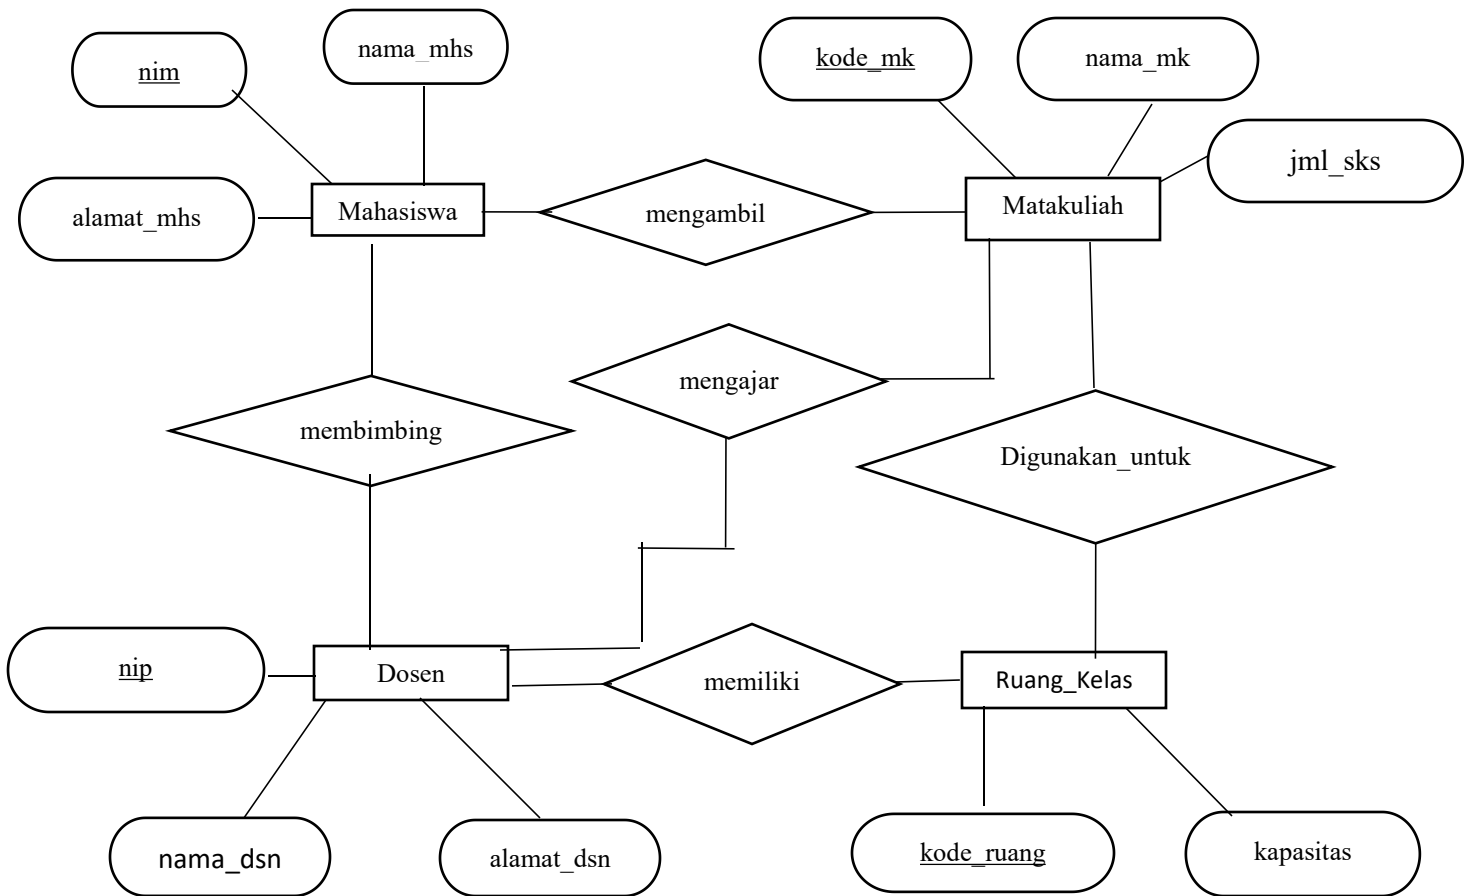 nim
nama_mhs
kode_mk
nama_mk
jml_sks
alamat_mhs
Mahasiswa
mengambil
Matakuliah
mengajar
membimbing
Digunakan_untuk
nip
Dosen
memiliki
Ruang_Kelas
nama_dsn
alamat_dsn
kode_ruang
kapasitas